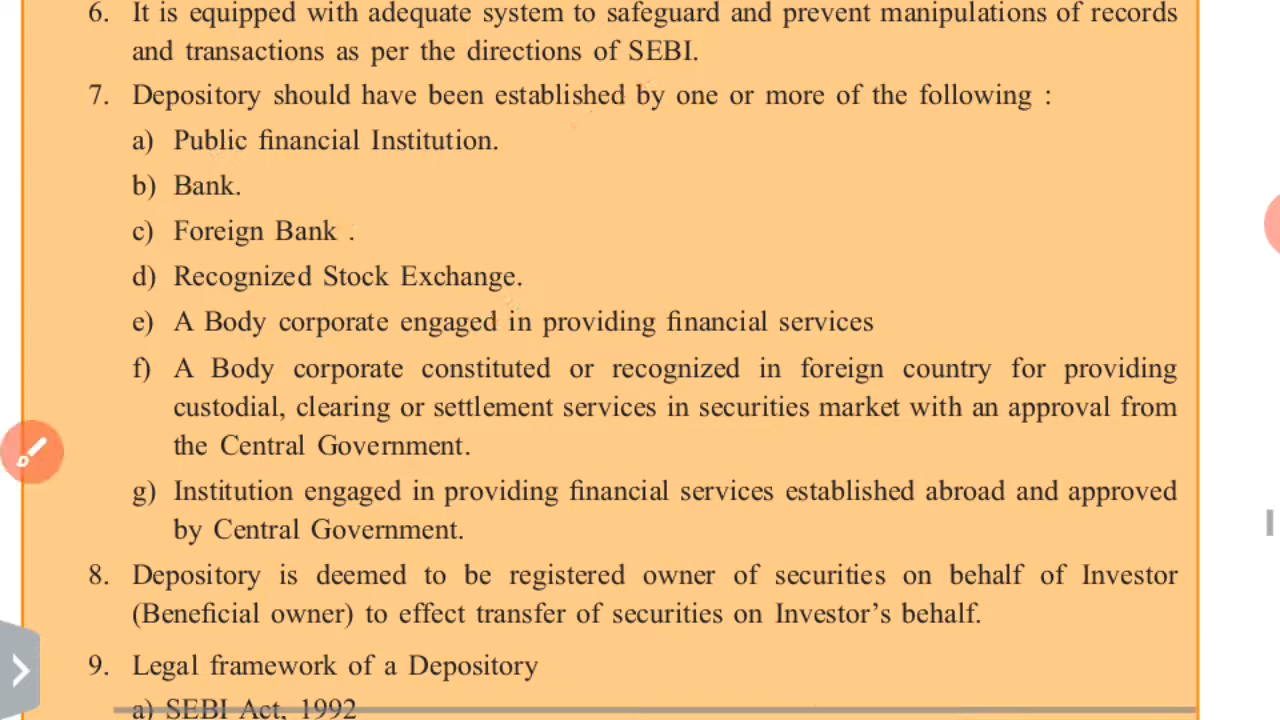 6. It is equipped with adequate system to safeguard and prevent manipulations of records
and transactions as per the directions of SEBI.
7. Depository should have been established by one or more of the following :
a) Public financial Institution.
b) Bank.
c) Foreign Bank .
d) Recognized Stock Exchange.
e) A Body corporate engaged in providing financial services
f) A Body corporate constituted or recognized in foreign country for providing
custodial, clearing or settlement services in securities market with an approval from
the Central Government.
g) Institution engaged in providing financial services established abroad and approved
by Central Government.
8. Depository is deemed to be registered owner of securities on behalf of Investor
(Beneficial owner) to effect transfer of securities on Investor's behalf.
9. Legal framework of a Depository
a) SEBI Act, 1992